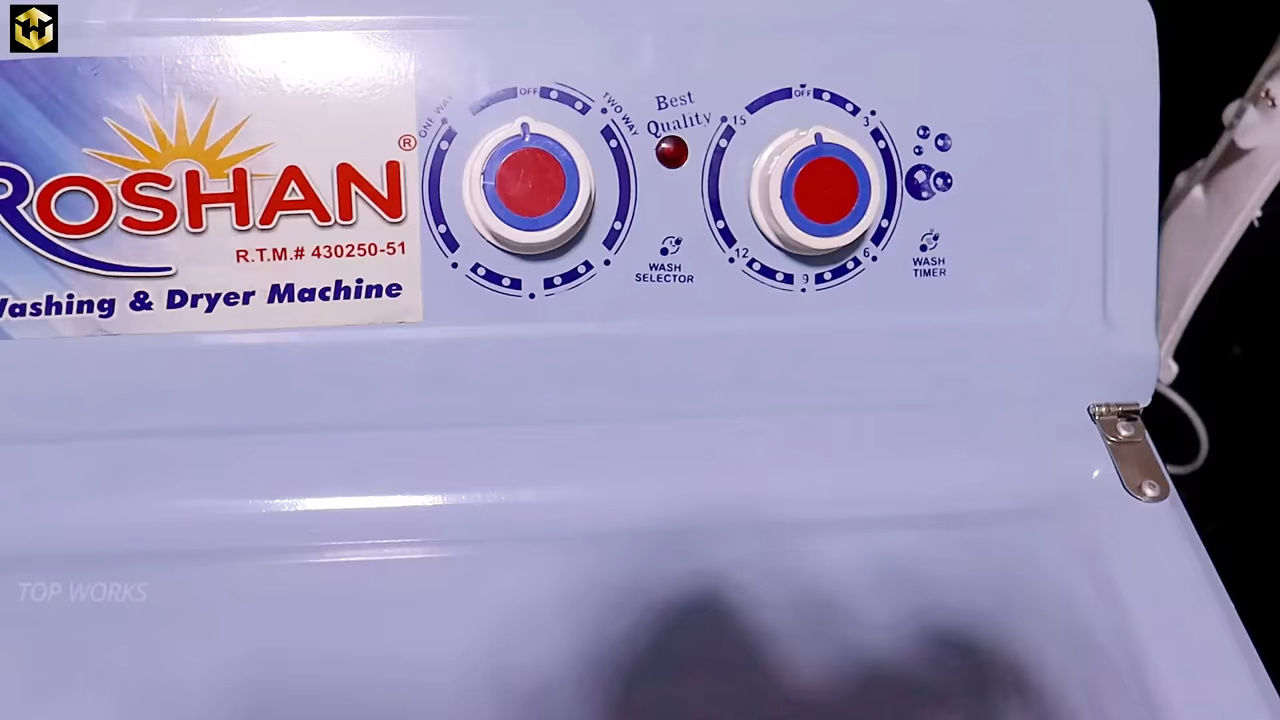 ROSHAN®
R.T.M.# 430250-51
Washing & Dryer Machine
ONE WAY
OFF
TWO WAY
Best
Quality
WASH
SELECTOR
OFF
3
6
9
12
15
WASH
TIMER
TOP WORKS